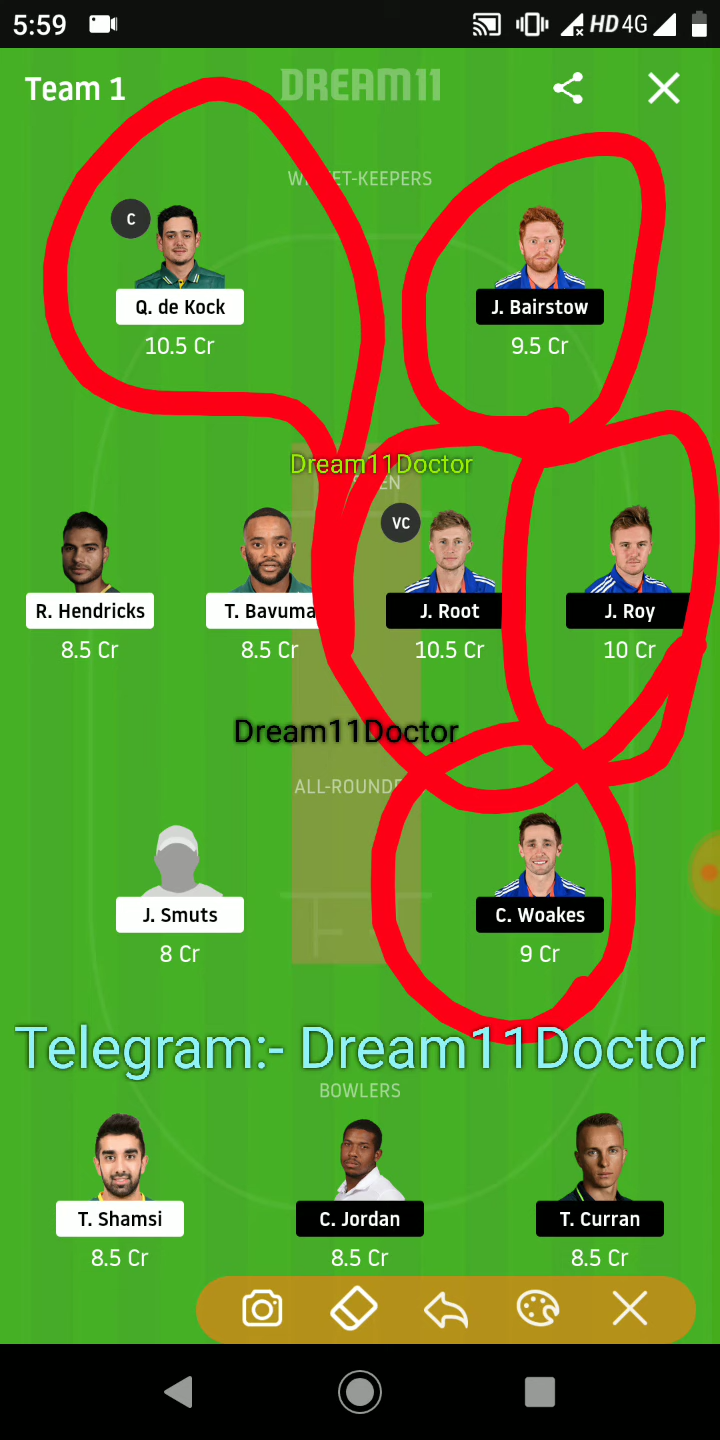 5:59
HD 4G
Team 1
DREAM11
WICKET-KEEPERS
C
Q. de Kock
J. Bairstow
10.5 Cr
9.5 Cr
Dream11Doctor
VC
R. Hendricks
T. Bavuma
J. Root
J. Roy
8.5 Cr
8.5 Cr
10.5 Cr
10 Cr
Dream11Doctor
ALL-ROUNDE
J. Smuts
C. Woakes
8 Cr
9 Cr
Telegram:- Dream11Doctor
BOWLERS
T. Shamsi
C. Jordan
T. Curran
8.5 Cr
8.5 Cr
8.5 Cr